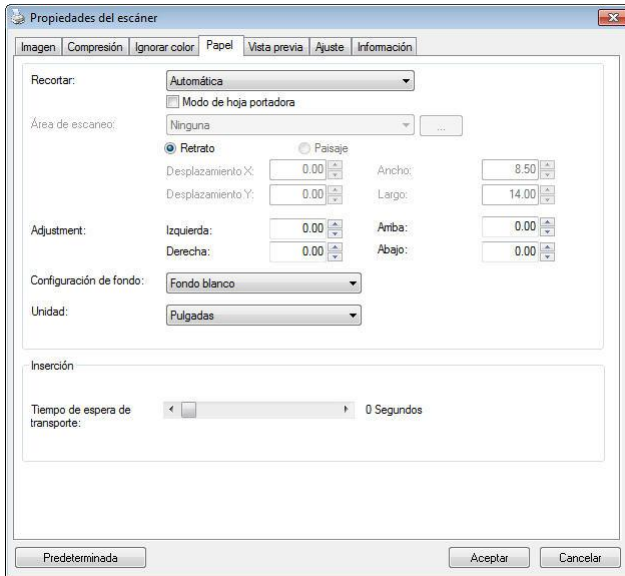 Propiedades del escáner
Imagen Compresión Ignorar color Papel Vista previa Ajuste Información
Recortar: Automática
Modo de hoja portadora
Área de escaneo: Ninguna ...
Retrato Paisaje
Desplazamiento X: 0.00 Ancho: 8.50
Desplazamiento Y: 0.00 Largo: 14.00
Adjustment: Izquierda: 0.00 Arriba: 0.00
Derecha: 0.00 Abajo: 0.00
Configuración de fondo: Fondo blanco
Unidad: Pulgadas
Inserción
Tiempo de espera de 0 Segundos
transporte:
Predeterminada Aceptar Cancelar